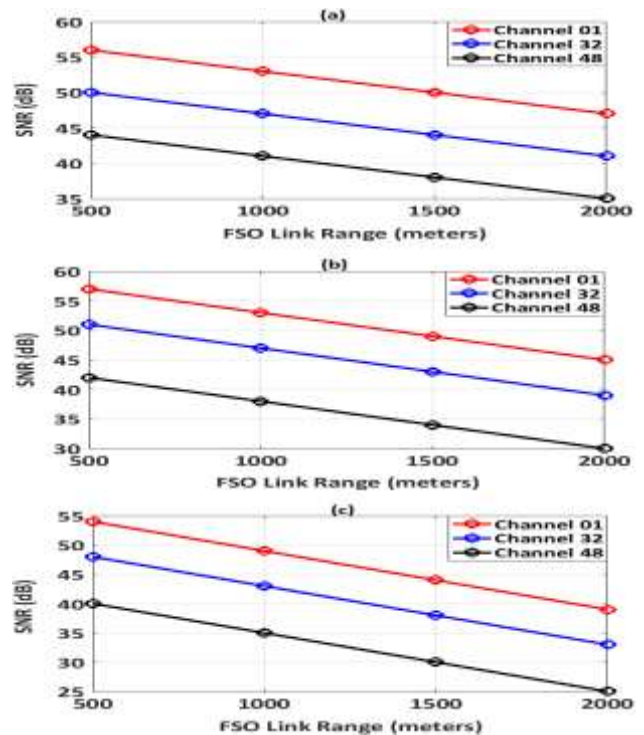 (a)
60
55
50
45
40
35
SNR (dB)
Channel 01
Channel 32
Channel 48
500 1000 1500 2000
FSO Link Range (meters)
(b)
60
55
50
45
40
35
30
SNR (dB)
Channel 01
Channel 32
Channel 48
500 1000 1500 2000
FSO Link Range (meters)
(c)
55
50
45
40
35
30
25
SNR (dB)
Channel 01
Channel 32
Channel 48
500 1000 1500 2000
FSO Link Range (meters)